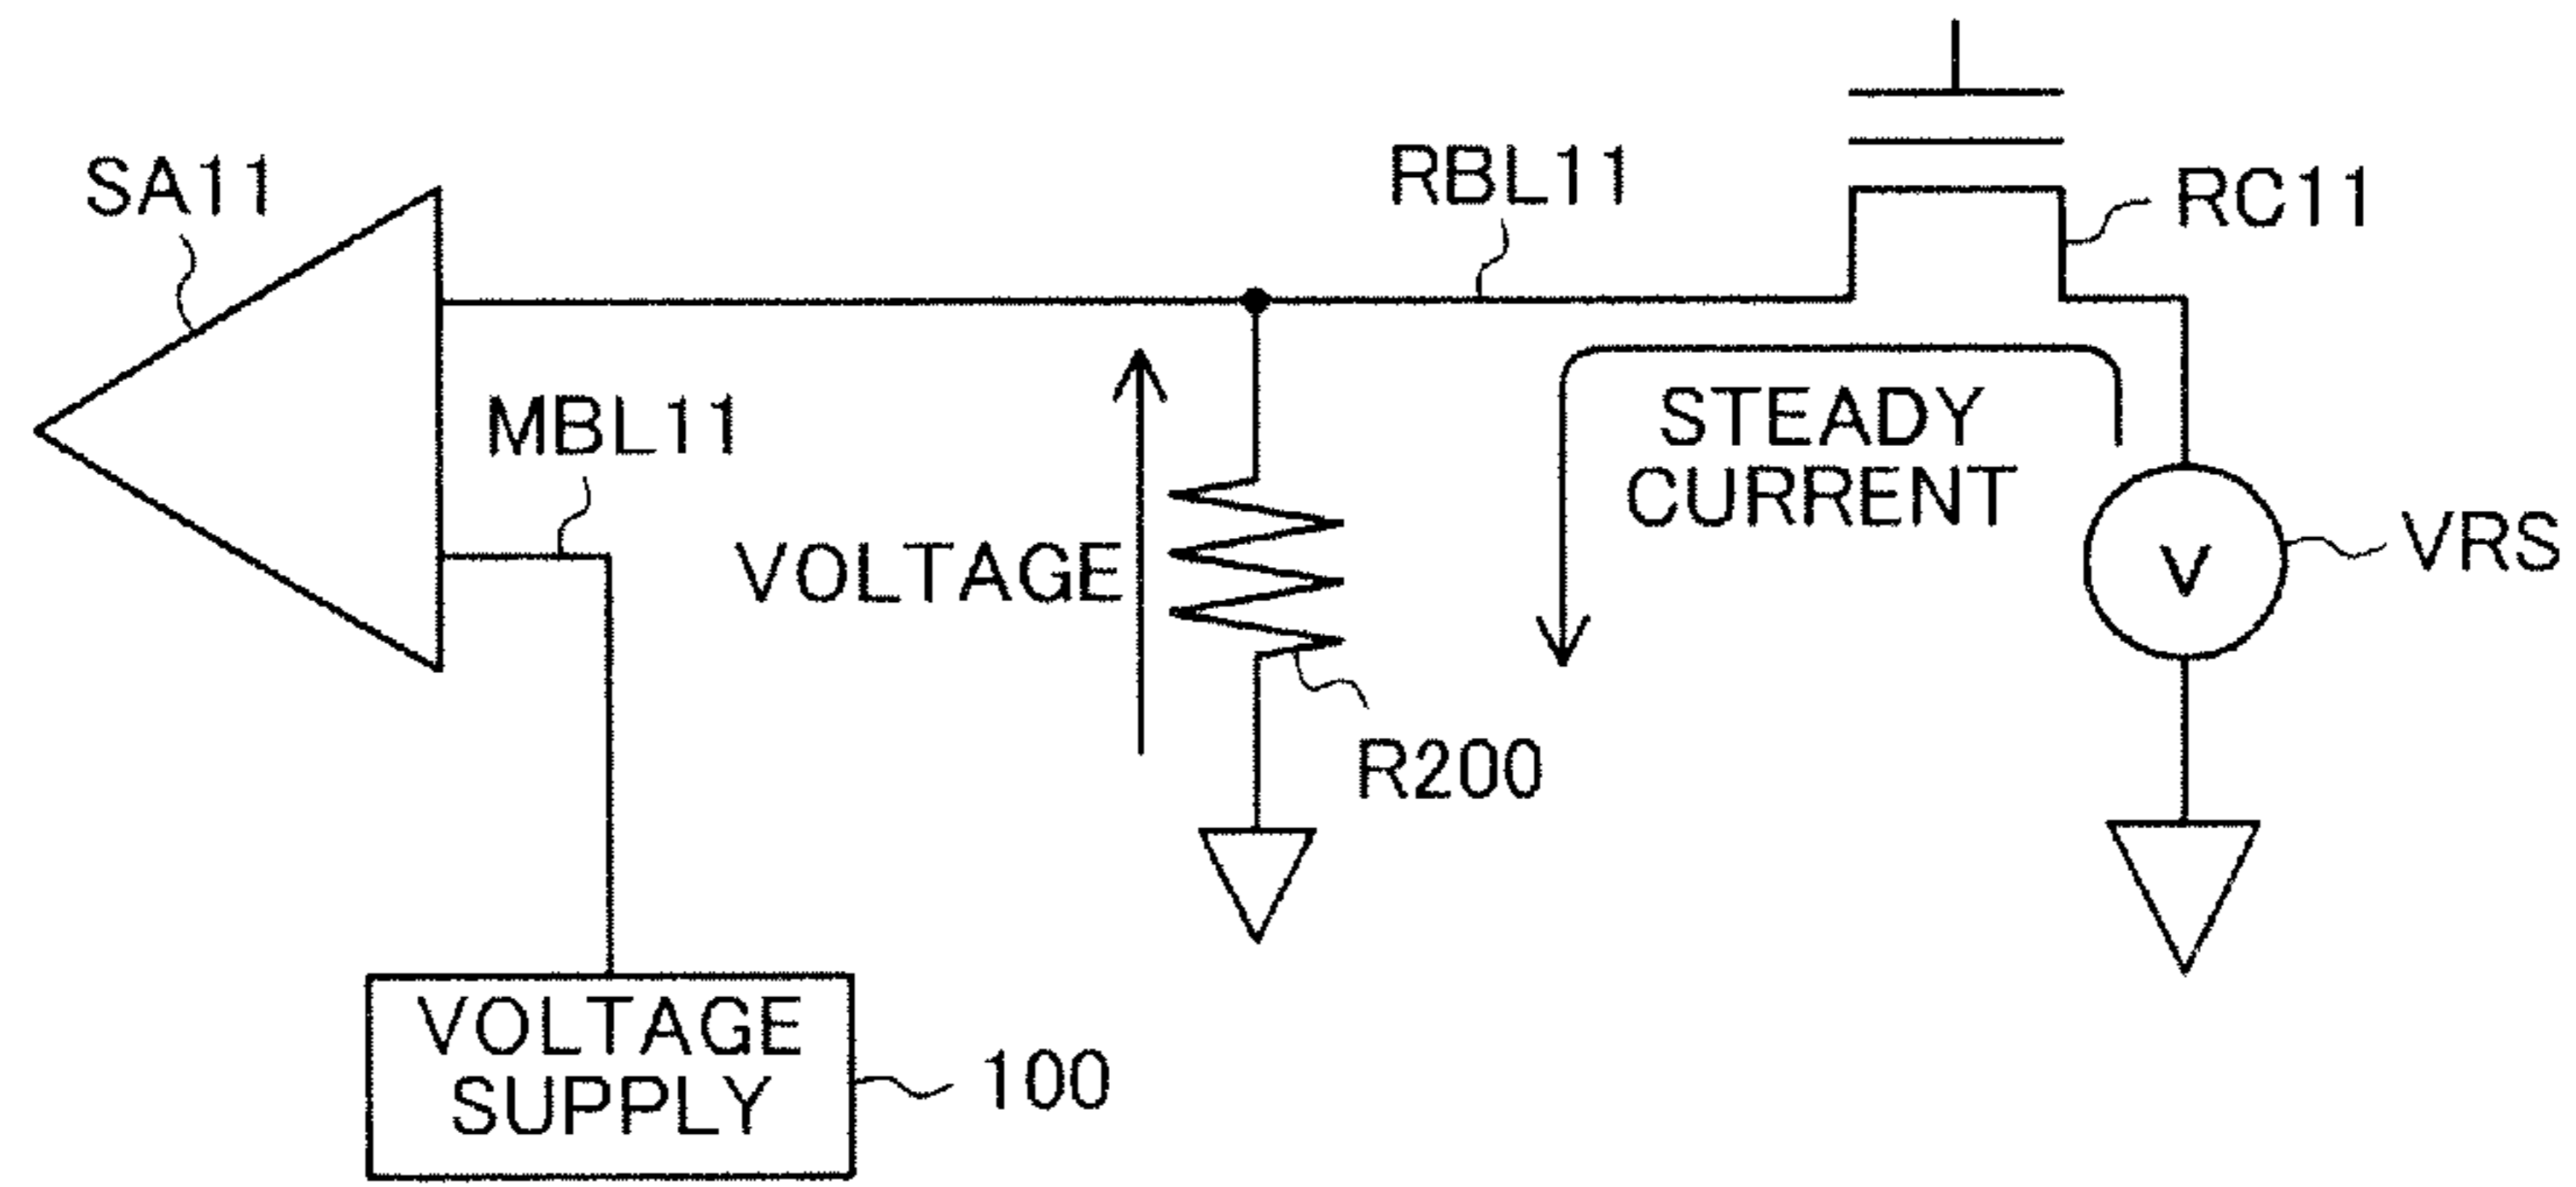 SA11
RBL11
RC11
MBL11
STEADY
CURRENT
VOLTAGE
V
VRS
R200
VOLTAGE
SUPPLY
100